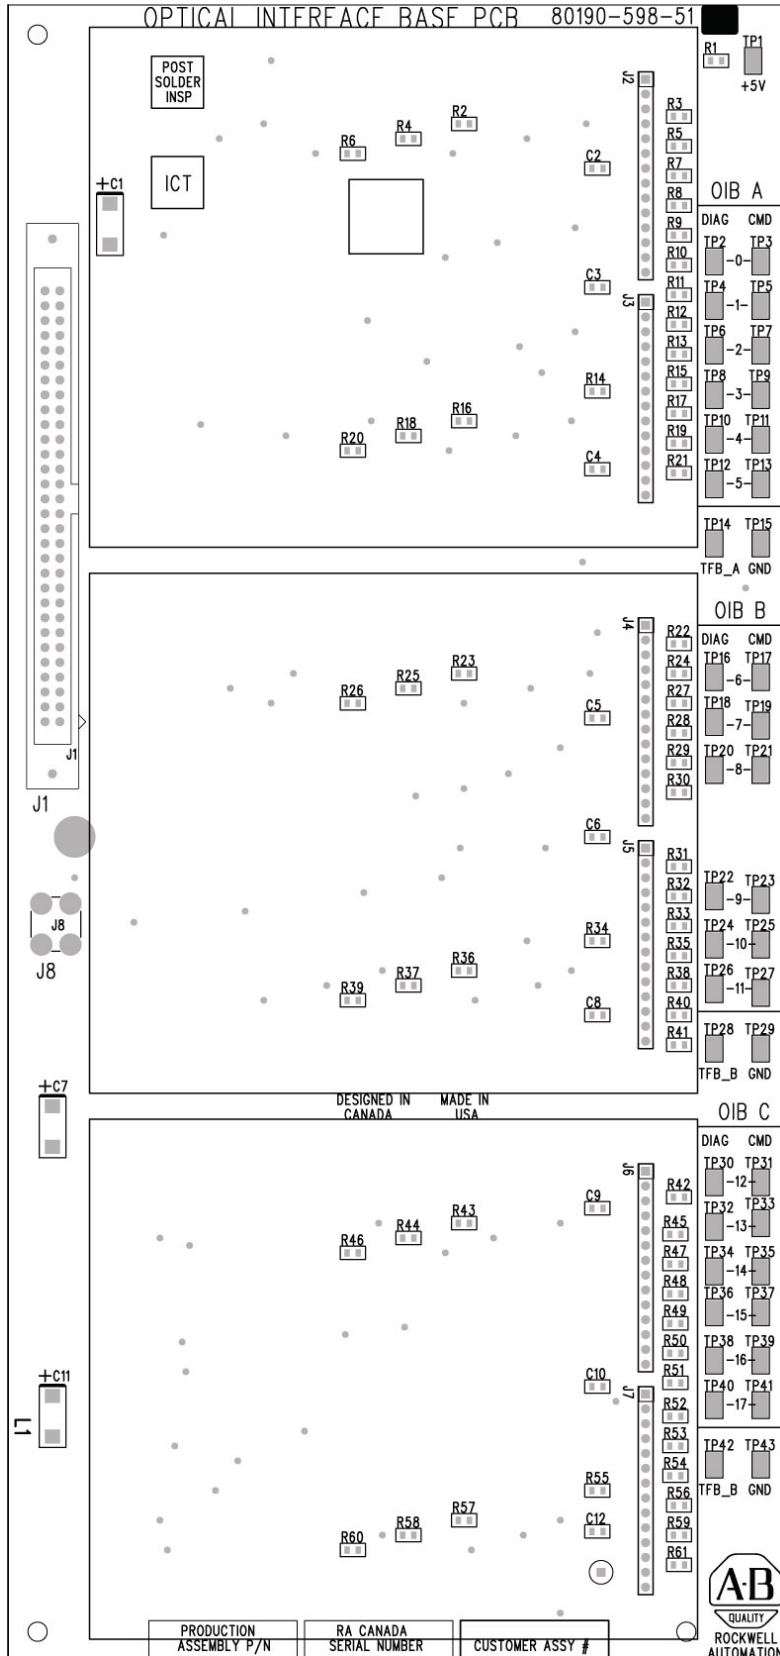 OPTICAL INTERFACE BASE PCB 80190-598-51
R1 TP1
+5V
POST
SOLDER
INSP
ICT
+C1
R6 R4 R2
C2
C3
R14
R20 R18 R16
C4
J2
J3
R3
R5
R7
R8
R9
R10
R11
R12
R13
R15
R17
R19
R21
OIB A
DIAG CMD
TP2 -0- TP3
TP4 -1- TP5
TP6 -2- TP7
TP8 -3- TP9
TP10 -4- TP11
TP12 -5- TP13
TP14 TP15
TFB_A GND
J1
J1
J8
J8
R26 R25 R23
C5
C6
R34
R39 R37 R36
C8
J4
J5
R22
R24
R27
R28
R29
R30
R31
R32
R33
R35
R38
R40
R41
OIB B
DIAG CMD
TP16 -6- TP17
TP18 -7- TP19
TP20 -8- TP21
TP22 -9- TP23
TP24 -10- TP25
TP26 -11- TP27
TP28 TP29
TFB_B GND
+C7
DESIGNED IN MADE IN
CANADA USA
+C11
L1
R46 R44 R43
C9
C10
R55
R60 R58 R57
C12
J6
J7
R42
R45
R47
R48
R49
R50
R51
R52
R53
R54
R56
R59
R61
OIB C
DIAG CMD
TP30 -12- TP31
TP32 -13- TP33
TP34 -14- TP35
TP36 -15- TP37
TP38 -16- TP39
TP40 -17- TP41
TP42 TP43
TFB_B GND
A-B
QUALITY
ROCKWELL
AUTOMATION
PRODUCTION
ASSEMBLY P/N
RA CANADA
SERIAL NUMBER
CUSTOMER ASSY #